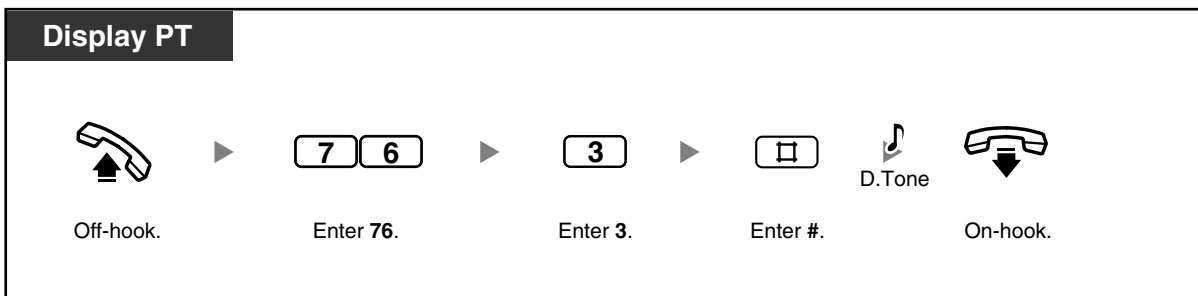 Display PT
7 6 3 #
D.Tone
Off-hook. Enter 76. Enter 3. Enter #. On-hook.